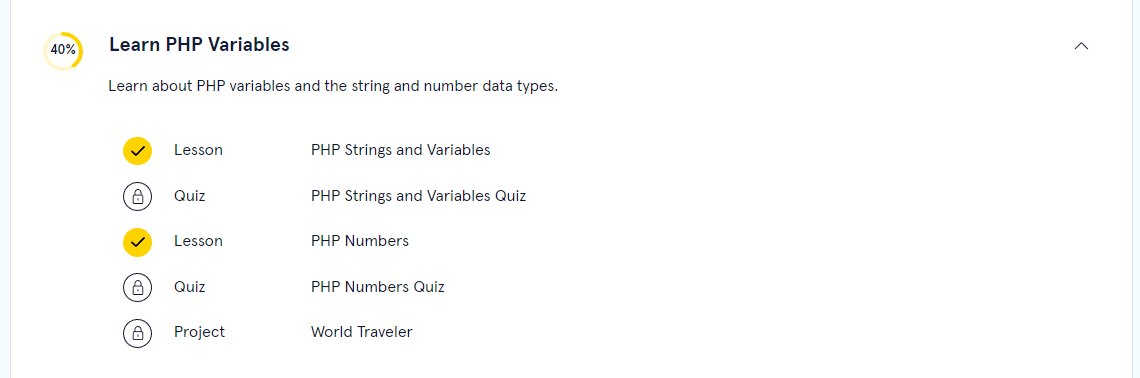 40% Learn PHP Variables
Learn about PHP variables and the string and number data types.
Lesson PHP Strings and Variables
Quiz PHP Strings and Variables Quiz
Lesson PHP Numbers
Quiz PHP Numbers Quiz
Project World Traveler